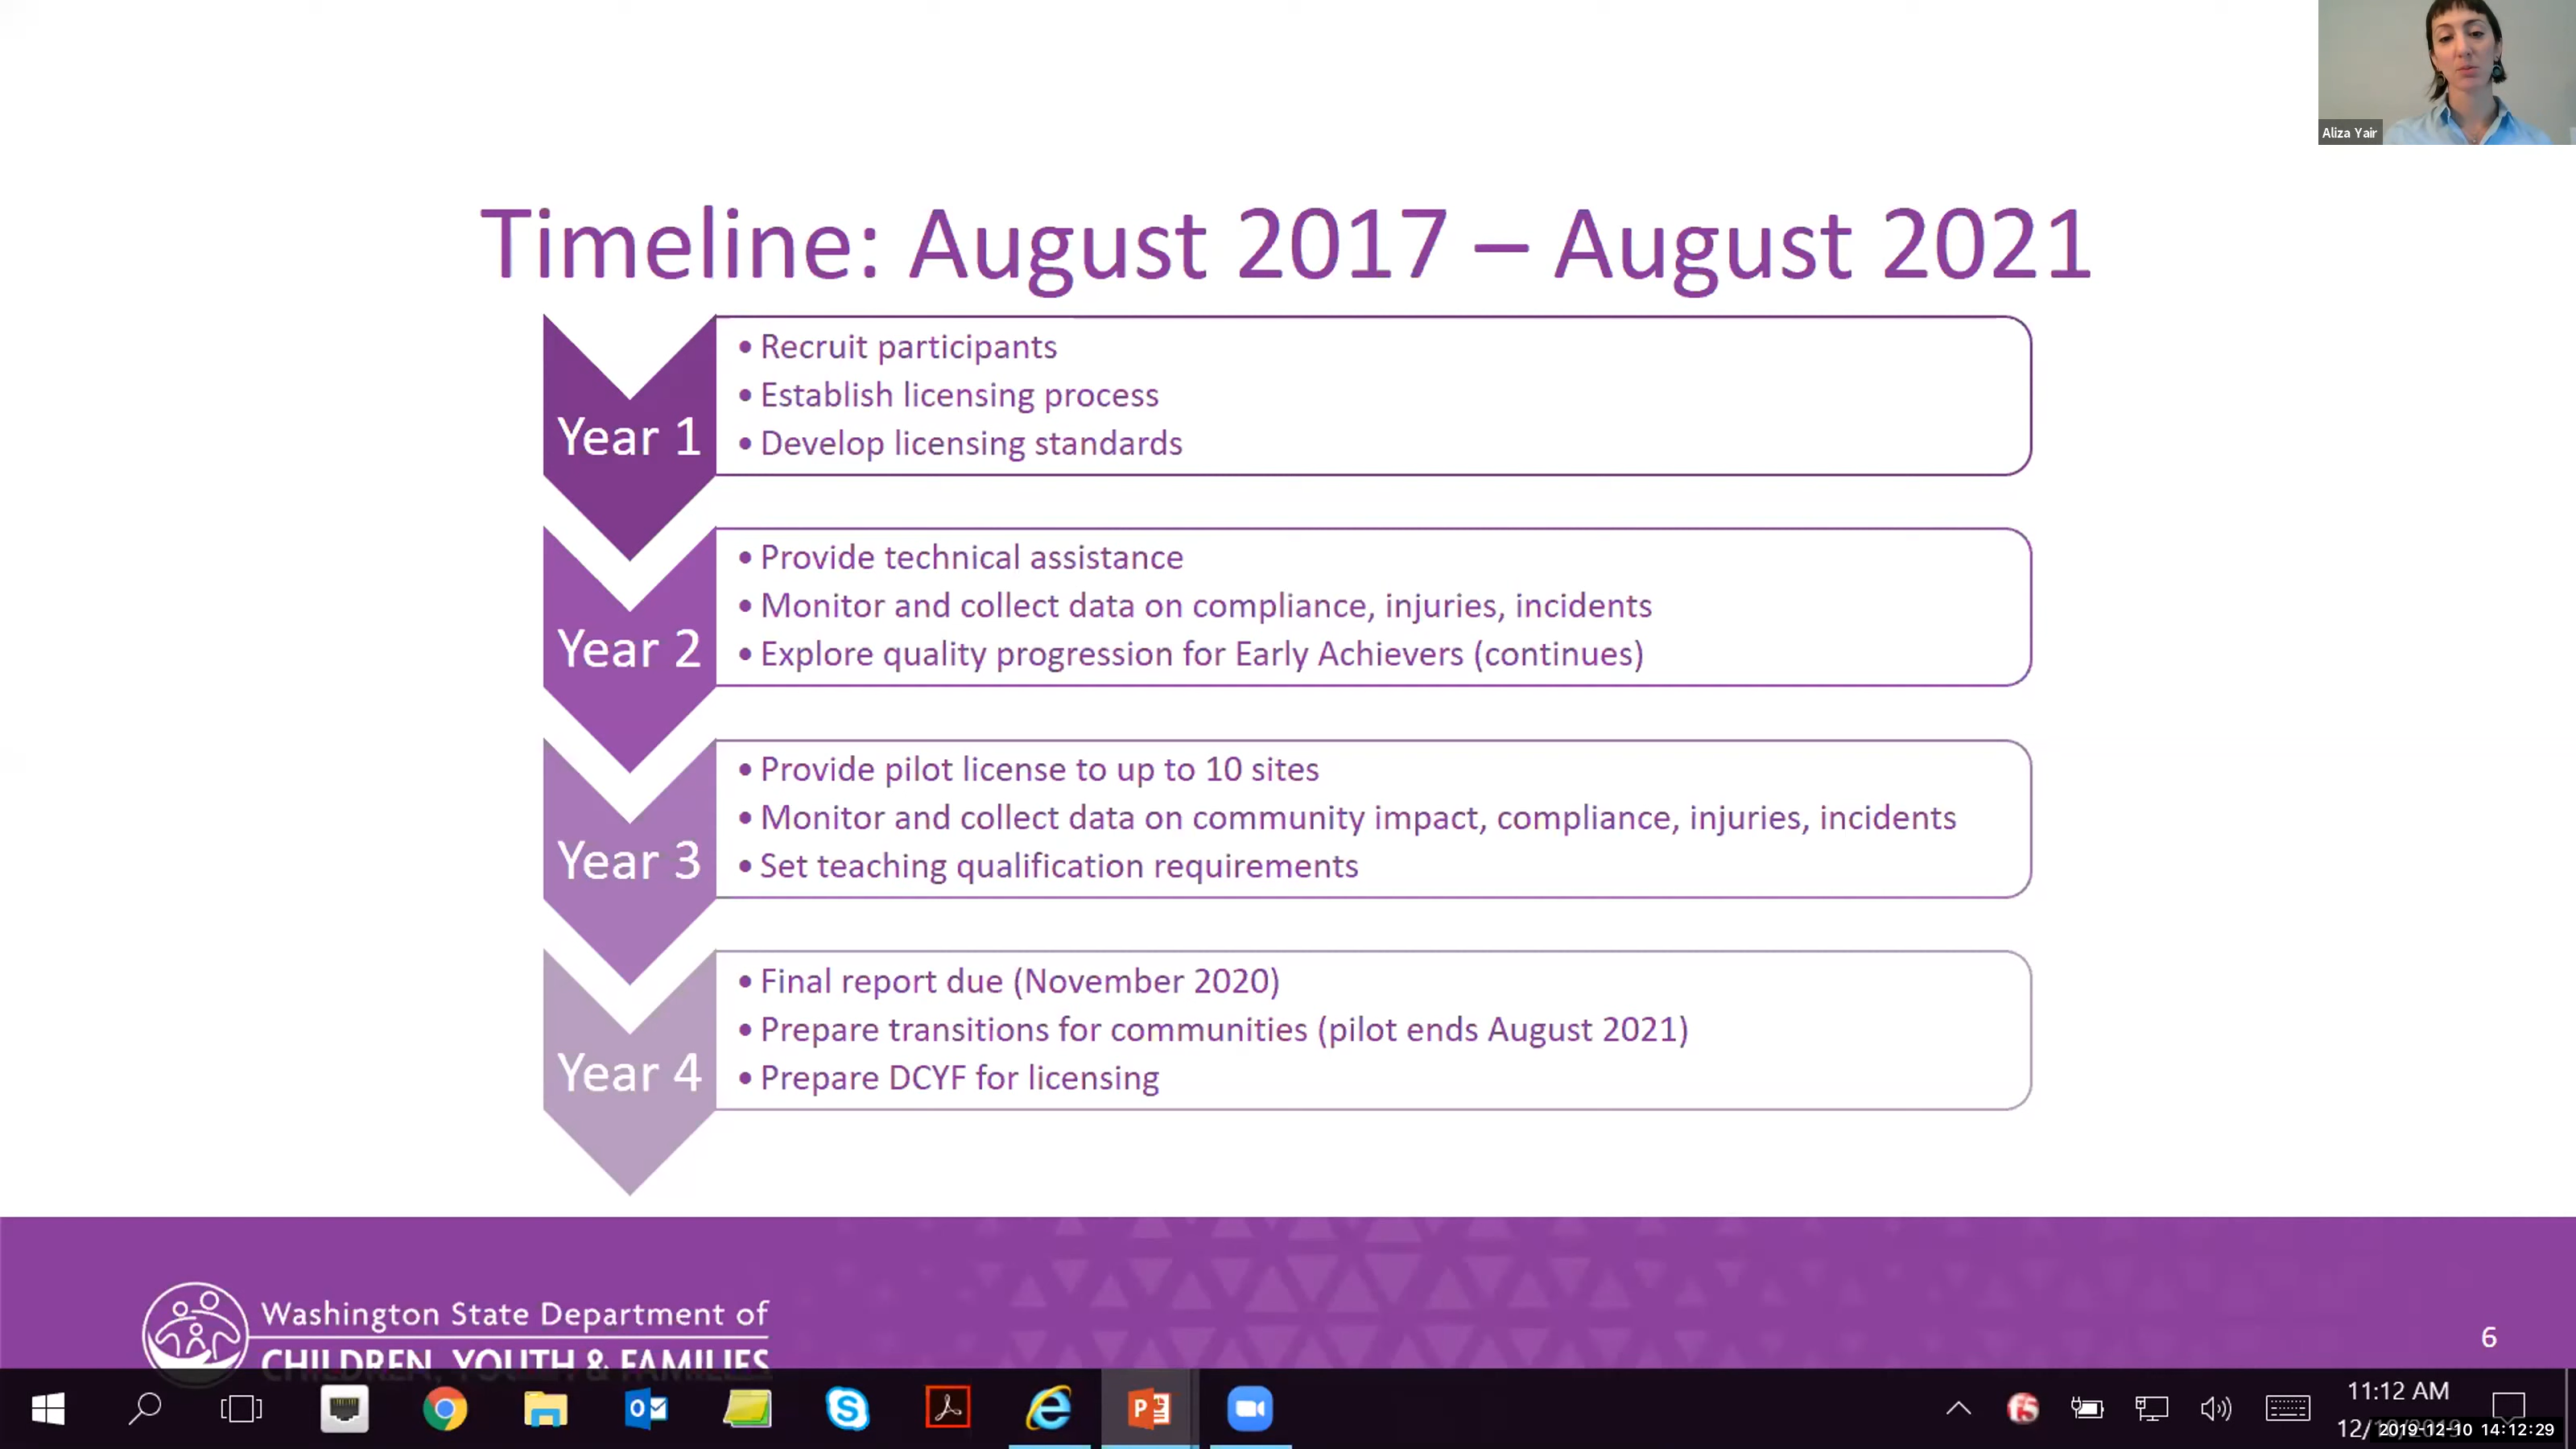 Aliza Yair
Timeline: August 2017 – August 2021
Year 1
• Recruit participants
• Establish licensing process
• Develop licensing standards
Year 2
• Provide technical assistance
• Monitor and collect data on compliance, injuries, incidents
• Explore quality progression for Early Achievers (continues)
Year 3
• Provide pilot license to up to 10 sites
• Monitor and collect data on community impact, compliance, injuries, incidents
• Set teaching qualification requirements
Year 4
• Final report due (November 2020)
• Prepare transitions for communities (pilot ends August 2021)
• Prepare DCYF for licensing
Washington State Department of
CHILDREN, YOUTH & FAMILIES
6
11:12 AM
2019-12-10 14:12:29